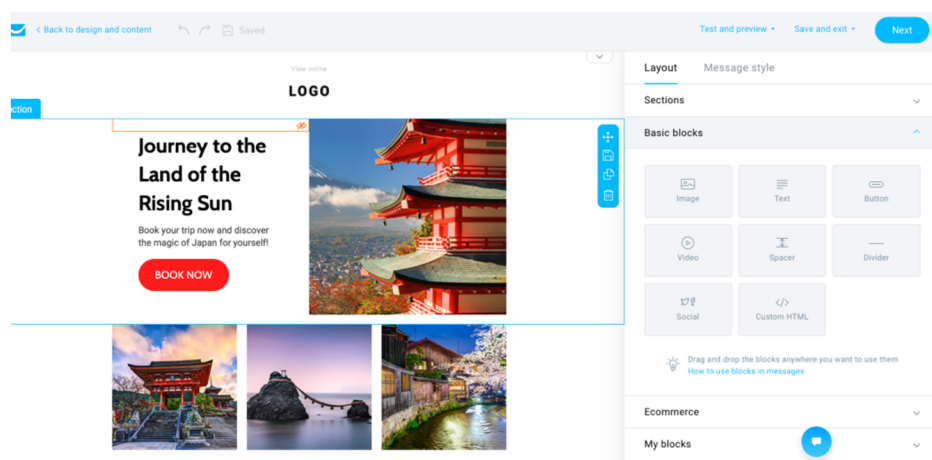 < Back to design and content
Saved
Test and preview
Save and exit
Next
View online
LOGO
ction
Journey to the
Land of the
Rising Sun
Book your trip now and discover
the magic of Japan for yourself!
BOOK NOW
Layout
Message style
Sections
Basic blocks
Image
Text
Button
Video
Spacer
Divider
Social
</>
Custom HTML
Drag and drop the blocks anywhere you want to use them
How to use blocks in messages
Ecommerce
My blocks